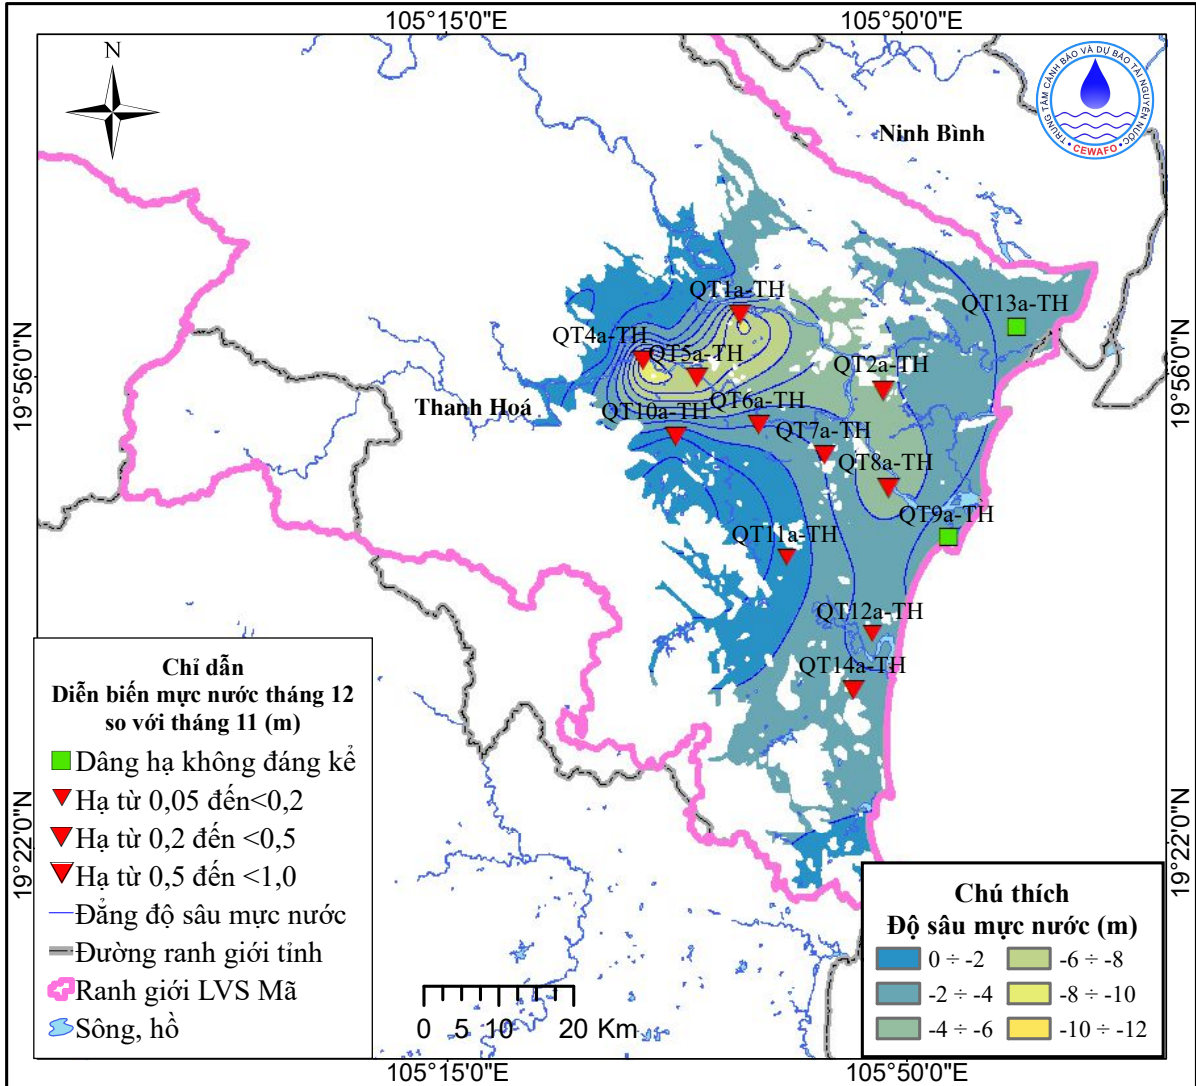 105°15'0"E
105°50'0"E
N
TRUNG TÂM CẢNH BÁO VÀ DỰ BÁO TÀI NGUYÊN NƯỚC
• CEWAFO •
Ninh Bình
QT1a-TH
QT13a-TH
QT4a-TH
QT5a-TH
QT2a-TH
19°56'0"N
19°56'0"N
Thanh Hoá
QT10a-TH
QT6a-TH
QT7a-TH
QT8a-TH
QT9a-TH
QT11a-TH
QT12a-TH
QT14a-TH
Chỉ dẫn
Diễn biến mực nước tháng 12
so với tháng 11 (m)
Dâng hạ không đáng kể
Hạ từ 0,05 đến<0,2
Hạ từ 0,2 đến <0,5
Hạ từ 0,5 đến <1,0
Đẳng độ sâu mực nước
Đường ranh giới tỉnh
Ranh giới LVS Mã
Sông, hồ
19°22'0"N
19°22'0"N
0 5 10 20 Km
Chú thích
Độ sâu mực nước (m)
0 ÷ -2
-6 ÷ -8
-2 ÷ -4
-8 ÷ -10
-4 ÷ -6
-10 ÷ -12
105°15'0"E
105°50'0"E